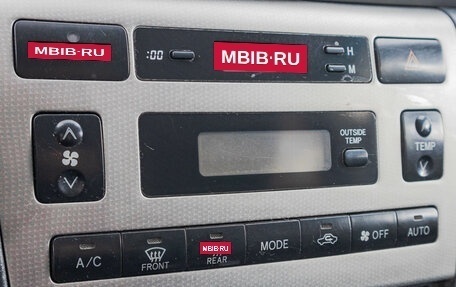 MBIB·RU
:00
MBIB·RU
H
M
OUTSIDE
TEMP
TEMP
A/C
FRONT
MBIB·RU
REAR
MODE
OFF
AUTO